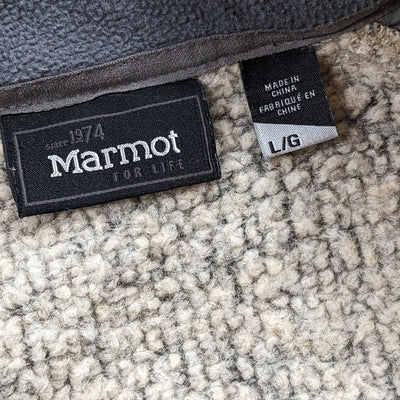 since 1974
Marmot
FOR LIFE
MADE IN
CHINA
FABRIQUÉ EN
CHINE
L/G